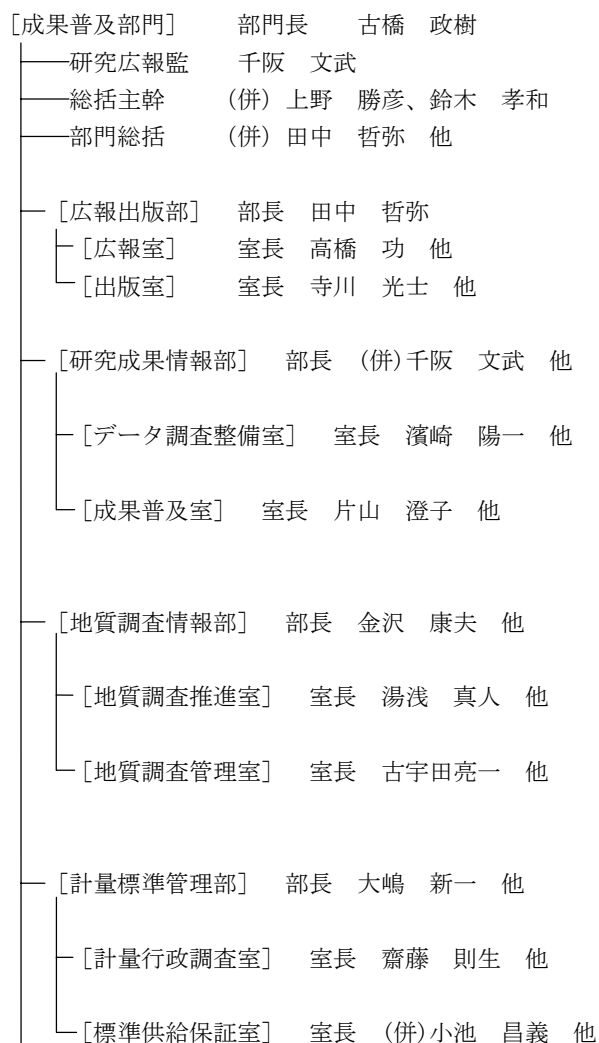 ［成果普及部門］　部門長　古橋　政樹
研究広報監　千阪　文武
総括主幹　（併）上野　勝彦、鈴木　孝和
部門総括　（併）田中　哲弥　他
［広報出版部］　部長　田中　哲弥
［広報室］　室長　高橋　功　他
［出版室］　室長　寺川　光士　他
［研究成果情報部］　部長　(併)千阪　文武　他
［データ調査整備室］　室長　濱崎　陽一　他
［成果普及室］　室長　片山　澄子　他
［地質調査情報部］　部長　金沢　康夫　他
［地質調査推進室］　室長　湯浅　真人　他
［地質調査管理室］　室長　古宇田亮一　他
［計量標準管理部］　部長　大嶋　新一　他
［計量行政調査室］　室長　齋藤　則生　他
［標準供給保証室］　室長　(併)小池　昌義　他